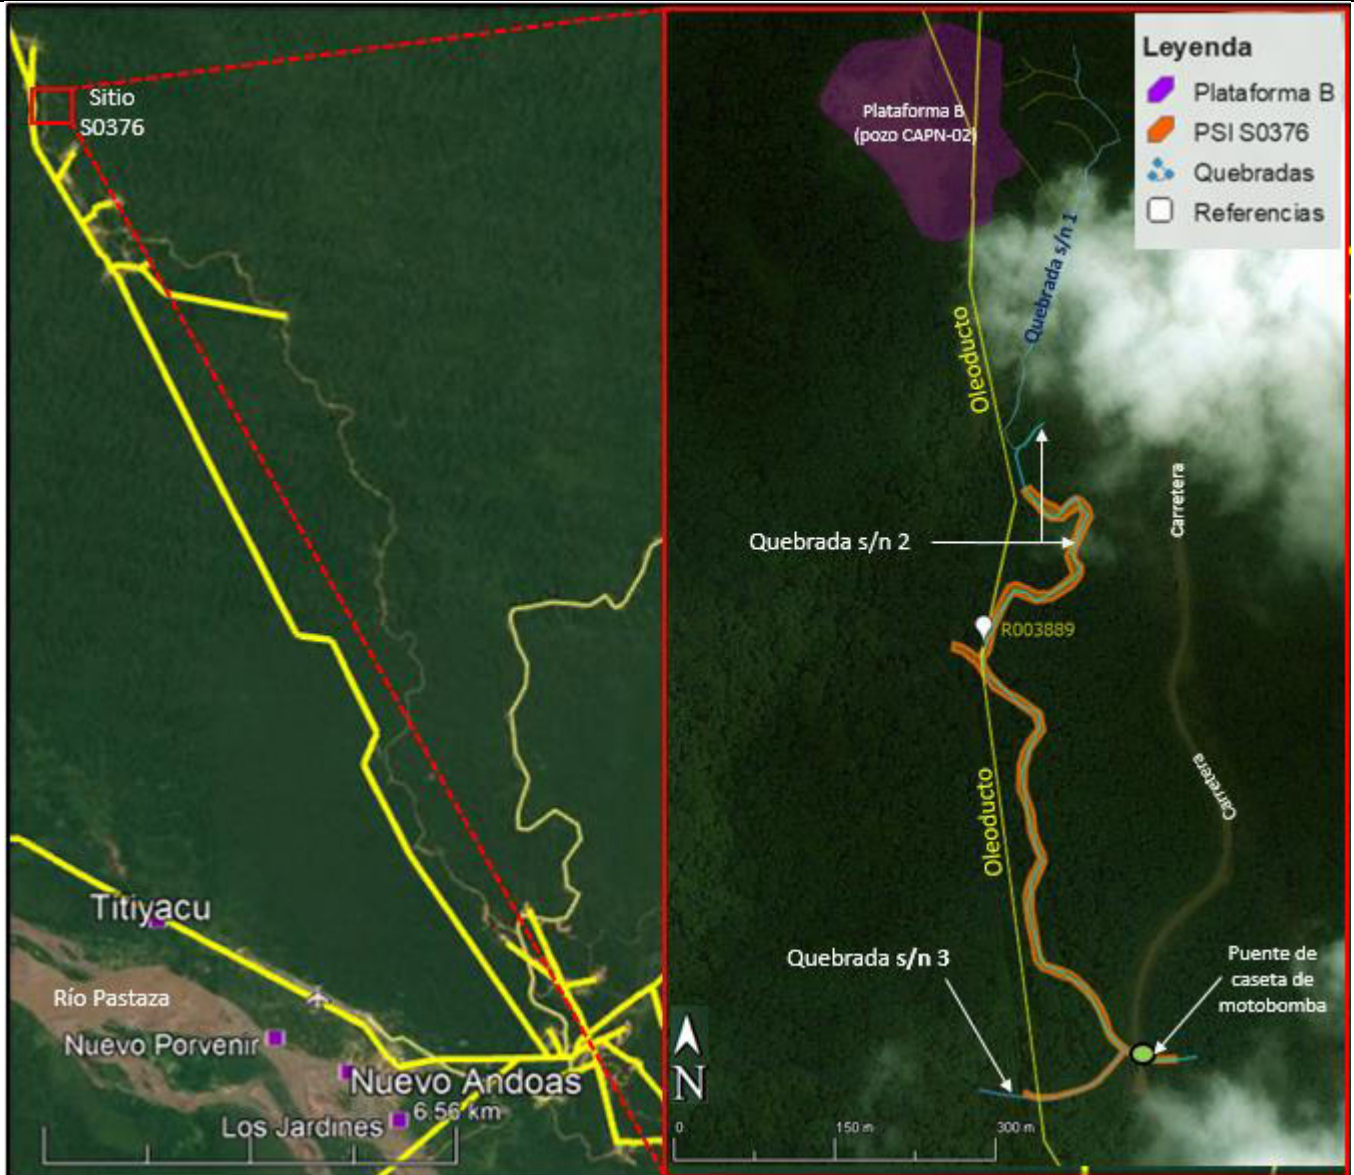 Sitio
S0376
Titiyacu
Río Pastaza
Nuevo Porvenir
Nuevo Andoas
6.56 km
Los Jardines
Leyenda
Plataforma B
PSI S0376
Quebradas
Referencias
Plataforma B
(pozo CAPN-02)
Quebrada s/n 1
Oleoducto
Carretera
Quebrada s/n 2
R003889
Carretera
Oleoducto
Quebrada s/n 3
Puente de
caseta de
motobomba
N
0 150 m 300 m